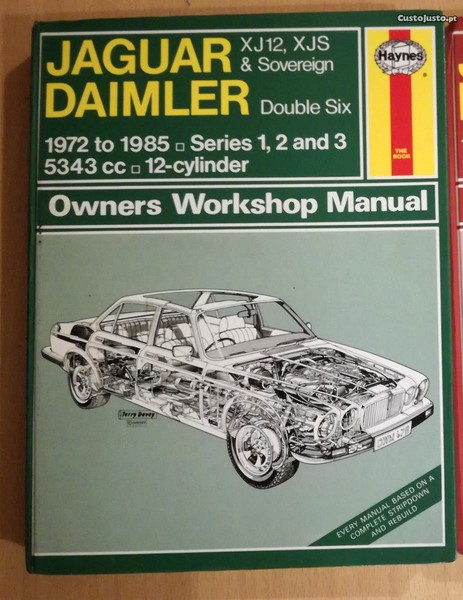 CustoJusto.pt
JAGUAR XJ12, XJS
& Sovereign
DAIMLER Double Six
Haynes
®
THE
BOOK
1972 to 1985 □ Series 1, 2 and 3
5343 cc □ 12-cylinder
Owners Workshop Manual
Terry Davey
EVERY MANUAL BASED ON A
COMPLETE STRIPDOWN
AND REBUILD